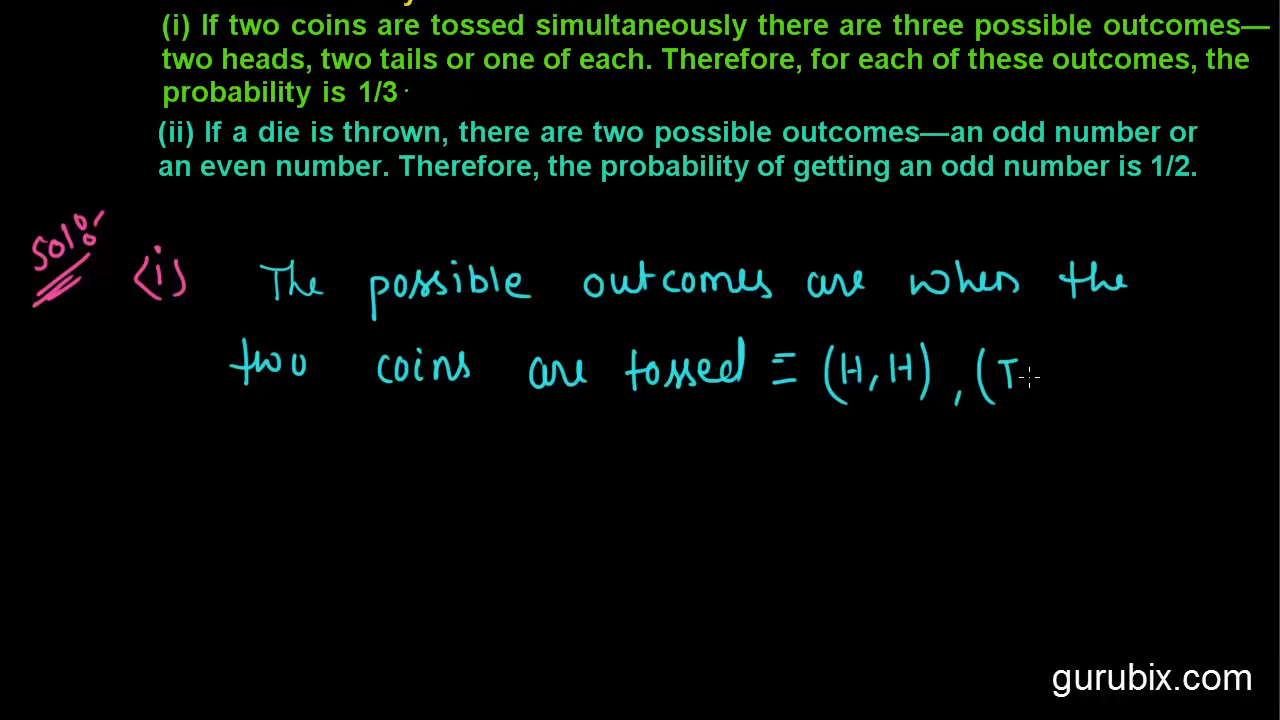 (i) If two coins are tossed simultaneously there are three possible outcomes—
two heads, two tails or one of each. Therefore, for each of these outcomes, the
probability is 1/3.
(ii) If a die is thrown, there are two possible outcomes—an odd number or
an even number. Therefore, the probability of getting an odd number is 1/2.
Sol:-
(i) The possible outcomes are when the
two coins are tossed = (H, H), (T
gurubix.com